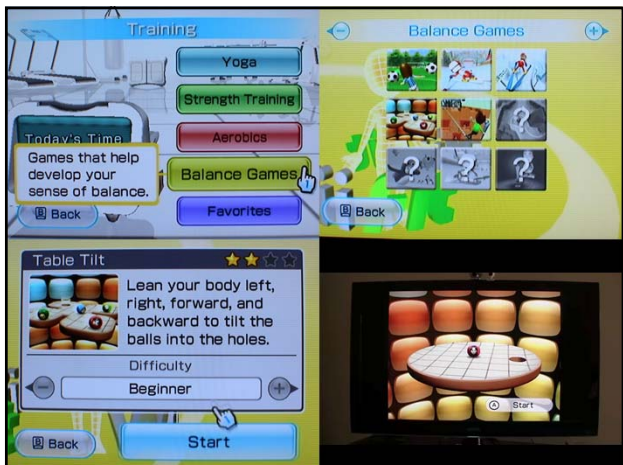 Training
Yoga
Strength Training
Aerobics
Balance Games
Favorites
Today's Time
Games that help
develop your
sense of balance.
B Back
Balance Games
B Back
Table Tilt
Lean your body left,
right, forward, and
backward to tilt the
balls into the holes.
Difficulty
Beginner
B Back
Start
A Start